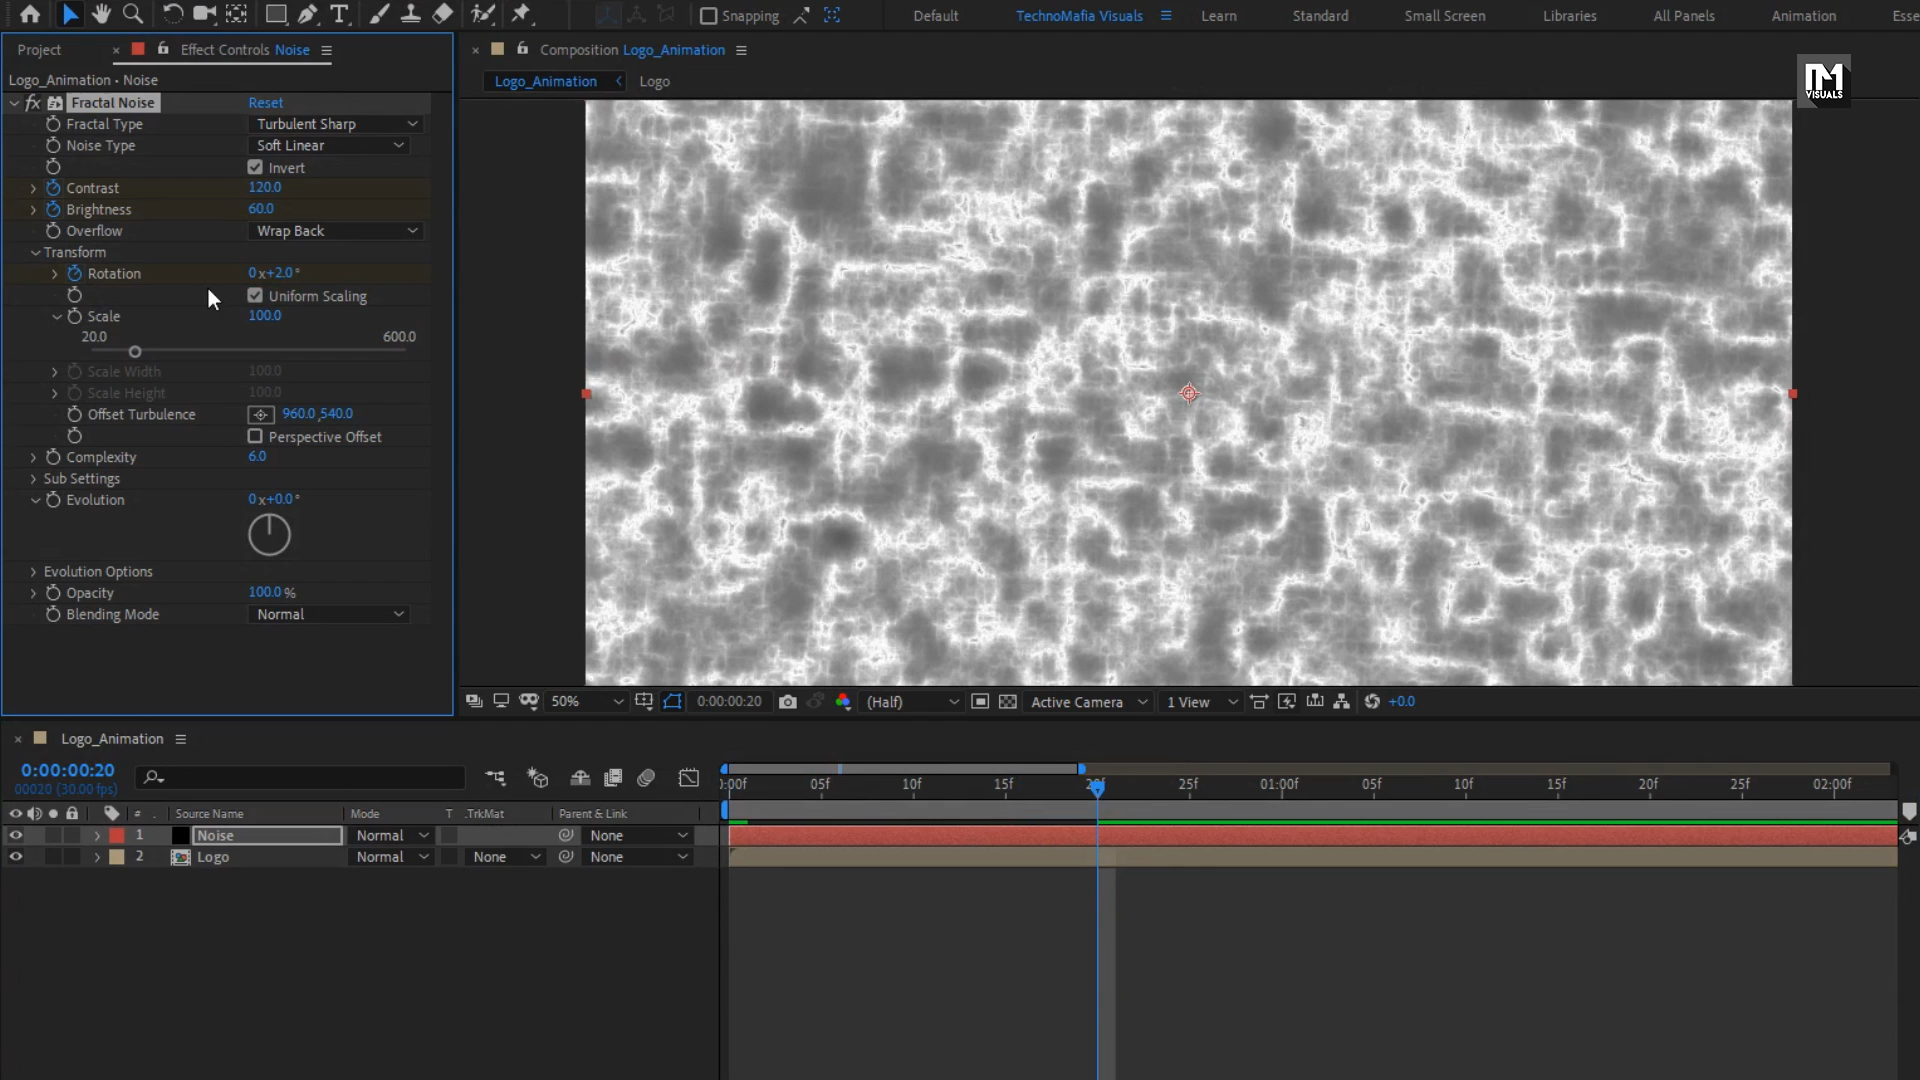 Snapping
Default
TechnoMafia Visuals
Learn
Standard
Small Screen
Libraries
All Panels
Animation
Esse
Project
Effect Controls Noise
Composition Logo_Animation
Logo_Animation • Noise
Logo_Animation
Logo
VISUALS
fx Fractal Noise Reset
Fractal Type Turbulent Sharp
Noise Type Soft Linear
Invert
Contrast 120.0
Brightness 60.0
Overflow Wrap Back
Transform
Rotation 0x+2.0°
Uniform Scaling
Scale 100.0
20.0 600.0
Scale Width 100.0
Scale Height 100.0
Offset Turbulence 960.0,540.0
Perspective Offset
Complexity 6.0
Sub Settings
Evolution 0x+0.0°
Evolution Options
Opacity 100.0 %
Blending Mode Normal
50% 0:00:00:20 (Half) Active Camera 1 View +0.0
Logo_Animation
0:00:00:20
00020 (30.00 fps)
:00f 05f 10f 15f 20f 25f 01:00f 05f 10f 15f 20f 25f 02:00f
# . Source Name Mode T .TrkMat Parent & Link
1 Noise Normal None
2 Logo Normal None None